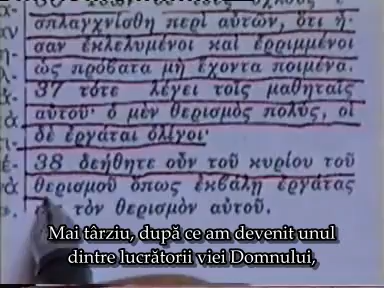 σπλαγχνίσθη περὶ αὐτῶν, ὅτι ἦ-
σαν ἐκλελυμένοι καὶ ἐρριμμένοι
ὡς πρόβατα μὴ ἔχοντα ποιμένα.
37 τότε λέγει τοῖς μαθηταῖς
αὐτοῦ· ὁ μὲν θερισμὸς πολύς, οἱ
δὲ ἐργάται ὀλίγοι·
38 δεήθητε οὖν τοῦ κυρίου τοῦ
θερισμοῦ ὅπως ἐκβάλῃ ἐργάτας
τὸν θερισμὸν αὐτοῦ.
Mai târziu, după ce am devenit unul
dintre lucrătorii viei Domnului,